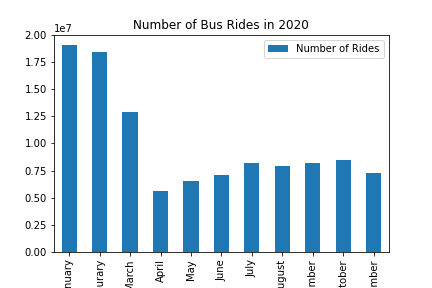 Number of Bus Rides in 2020
1e7
Number of Rides
2.00
1.75
1.50
1.25
1.00
0.75
0.50
0.25
0.00
nuary
urary
March
April
May
June
July
ugust
mber
tober
mber